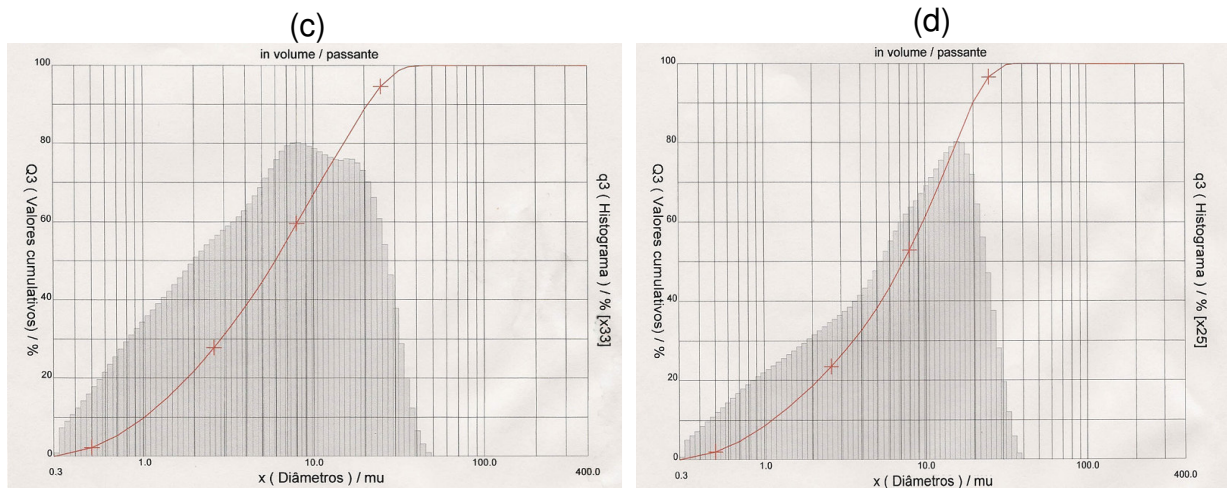 (c)
in volume / passante
100
80
60
40
20
0
Q3 ( Valores cumulativos) / %
q3 ( Histograma ) / % [x33]
0.3
1.0
10.0
100.0
400.0
x ( Diâmetros ) / mu
(d)
in volume / passante
100
80
60
40
20
0
Q3 ( Valores cumulativos) / %
q3 ( Histograma ) / % [x25]
0.3
1.0
10.0
100.0
400.0
x ( Diâmetros ) / mu